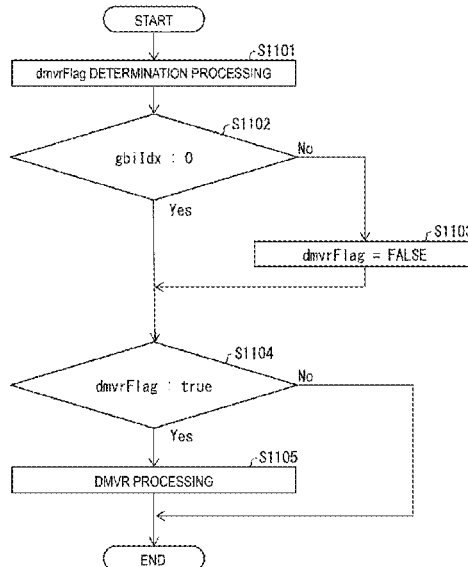 START
S1101
dmvrFlag DETERMINATION PROCESSING
S1102
gbiIdx : 0
No
Yes
S1103
dmvrFlag = FALSE
S1104
dmvrFlag : true
No
Yes
S1105
DMVR PROCESSING
END